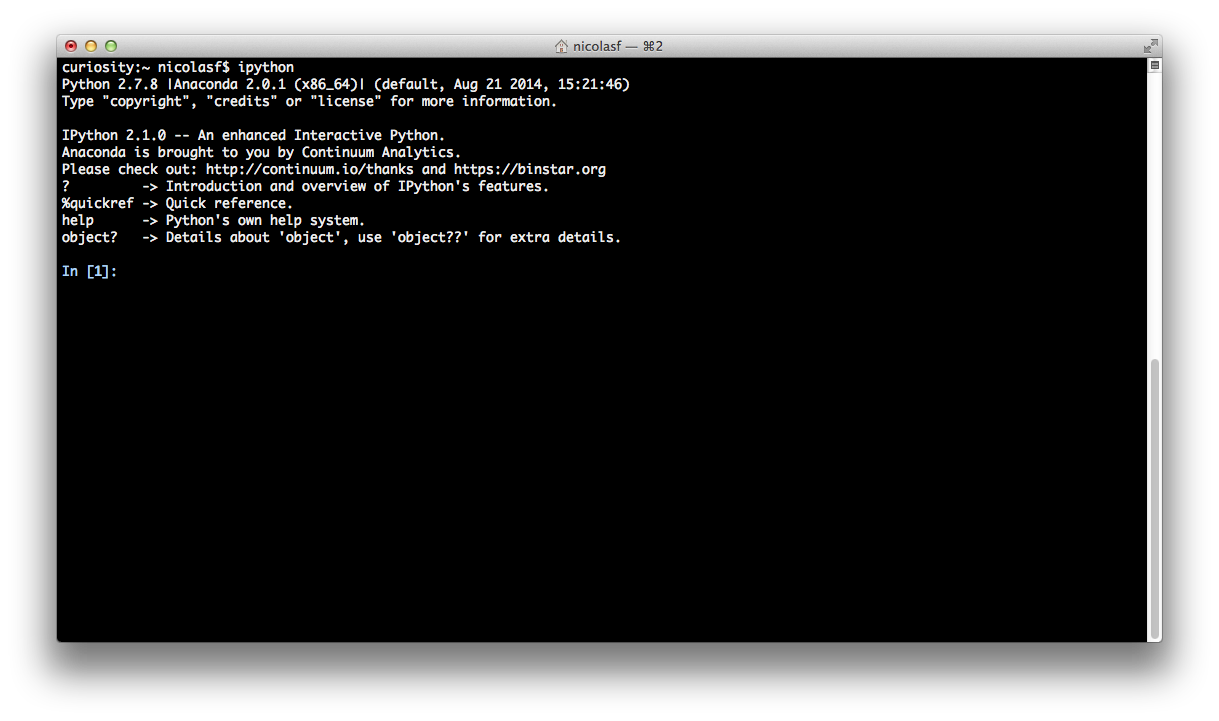 nicolasf — ⌘2
curiosity:~ nicolasf$ ipython
Python 2.7.8 |Anaconda 2.0.1 (x86_64)| (default, Aug 21 2014, 15:21:46)
Type "copyright", "credits" or "license" for more information.

IPython 2.1.0 -- An enhanced Interactive Python.
Anaconda is brought to you by Continuum Analytics.
Please check out: http://continuum.io/thanks and https://binstar.org
?         -> Introduction and overview of IPython's features.
%quickref -> Quick reference.
help      -> Python's own help system.
object?   -> Details about 'object', use 'object??' for extra details.

In [1]: